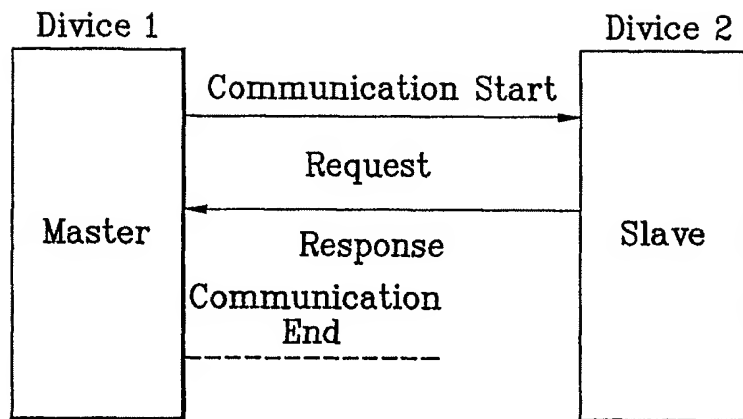 Divice 1
Divice 2
Communication Start
Request
Master
Slave
Response
Communication
End